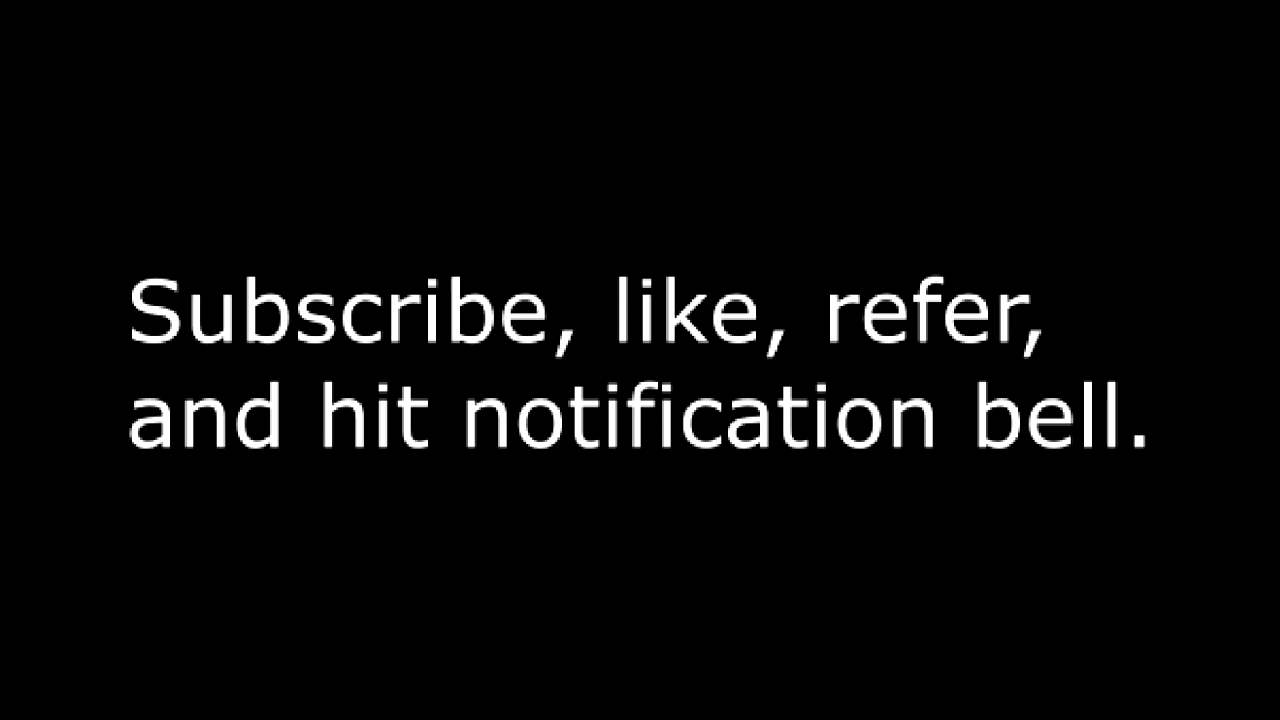 Subscribe, like, refer,
and hit notification bell.